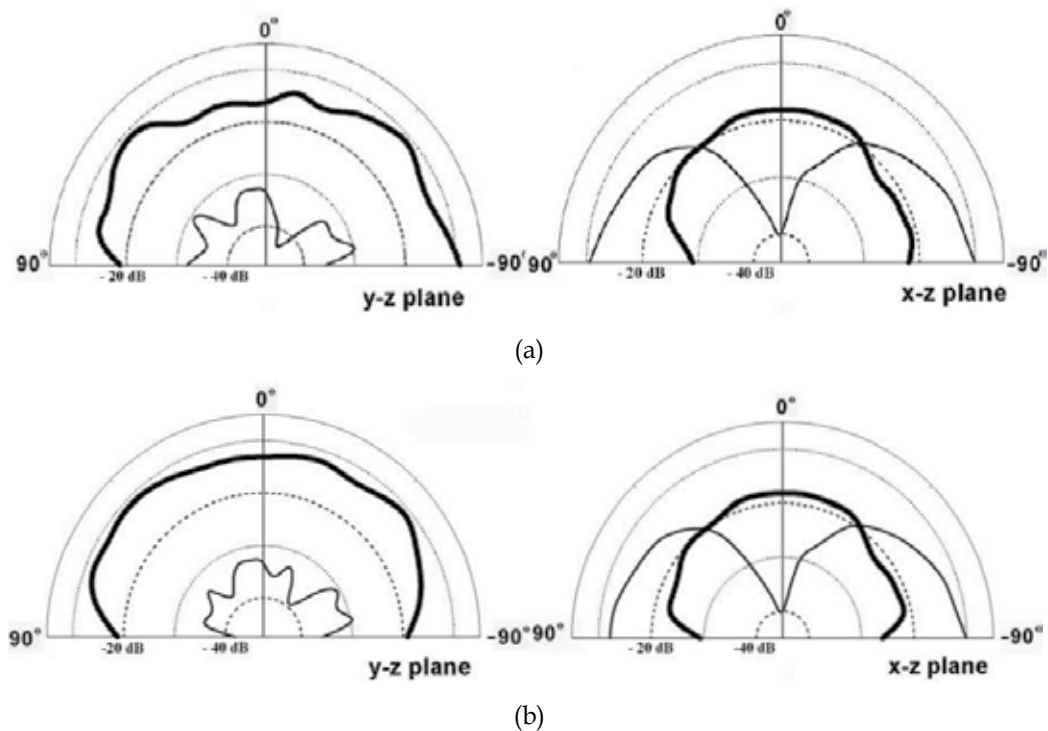 0° 0°
90° - 20 dB - 40 dB -90° 90° - 20 dB -40 dB -90°
y-z plane x-z plane
(a)
0° 0°
90° -20 dB - 40 dB -90° 90° - 20 dB -40 dB -90°
y-z plane x-z plane
(b)